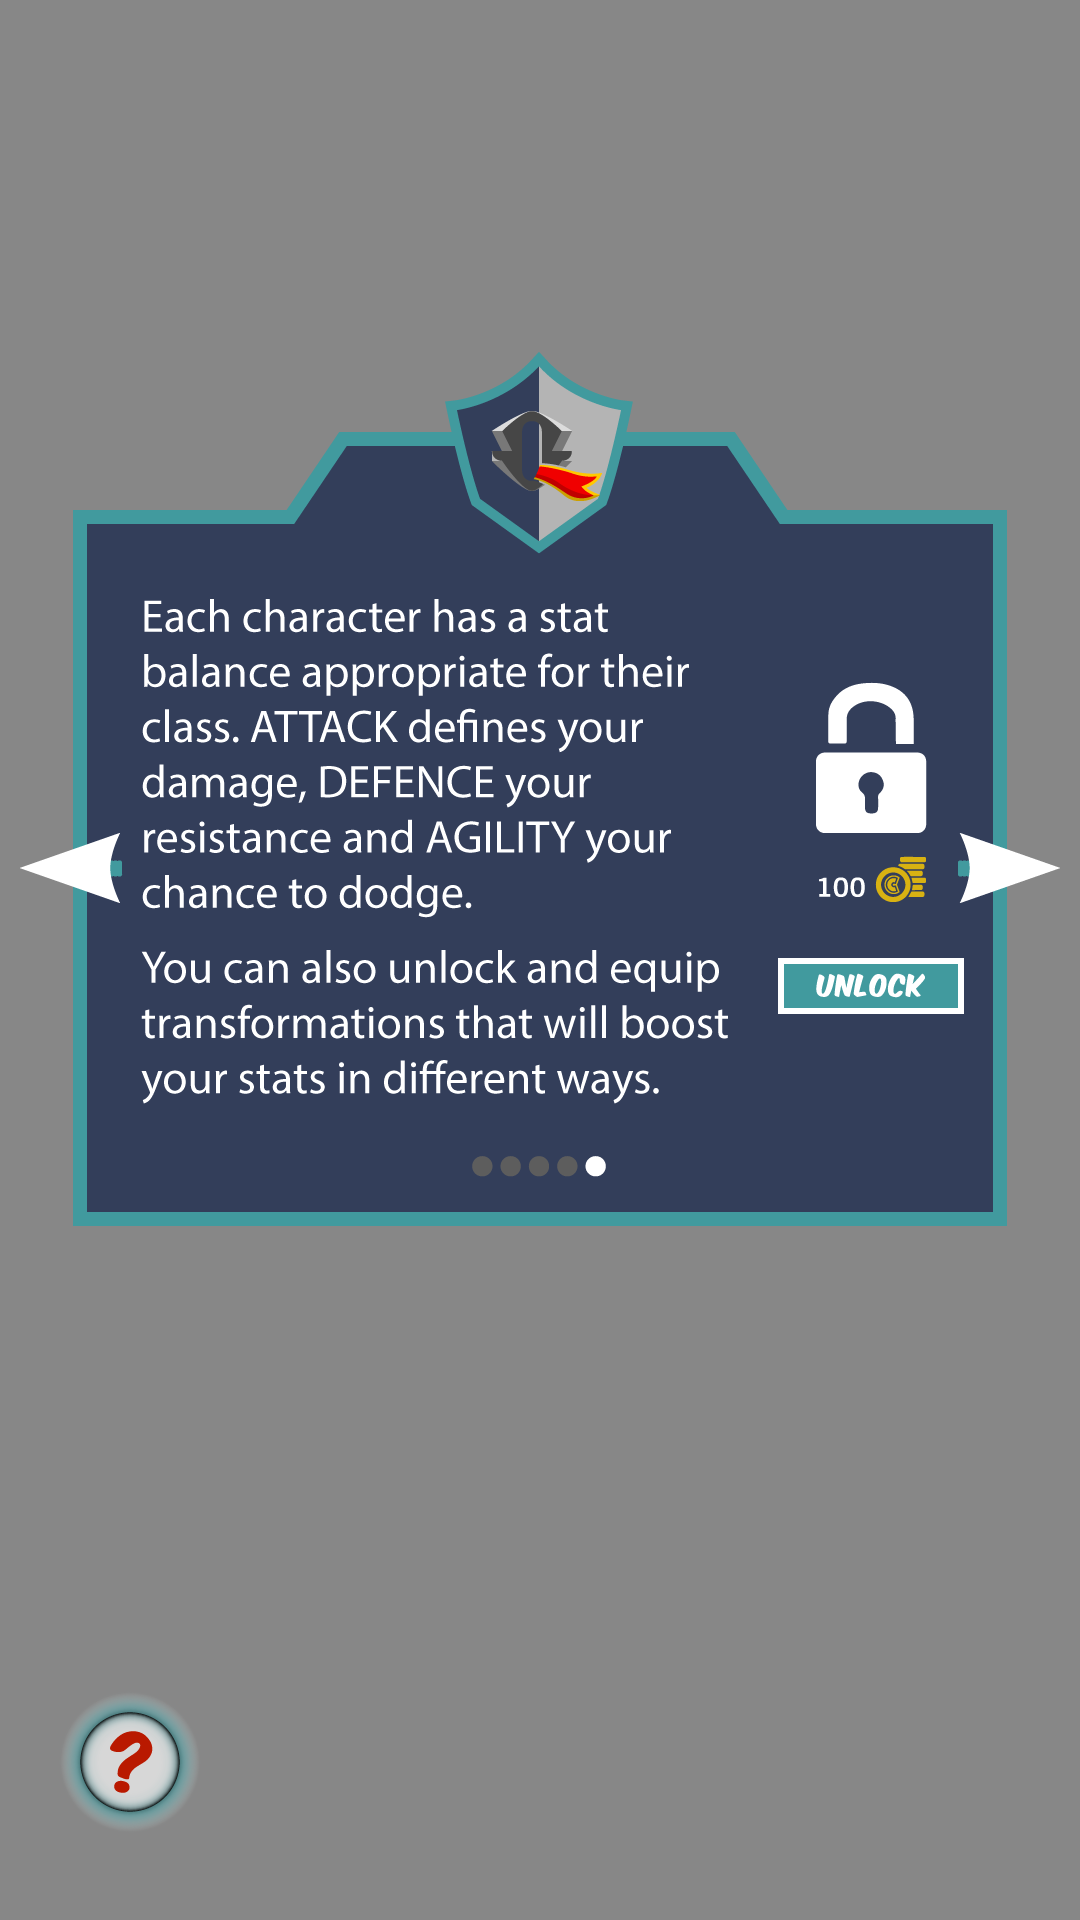 Each character has a stat
balance appropriate for their
class. ATTACK defines your
damage, DEFENCE your
resistance and AGILITY your
chance to dodge.
You can also unlock and equip
transformations that will boost
your stats in different ways.
100
UNLOCK
?